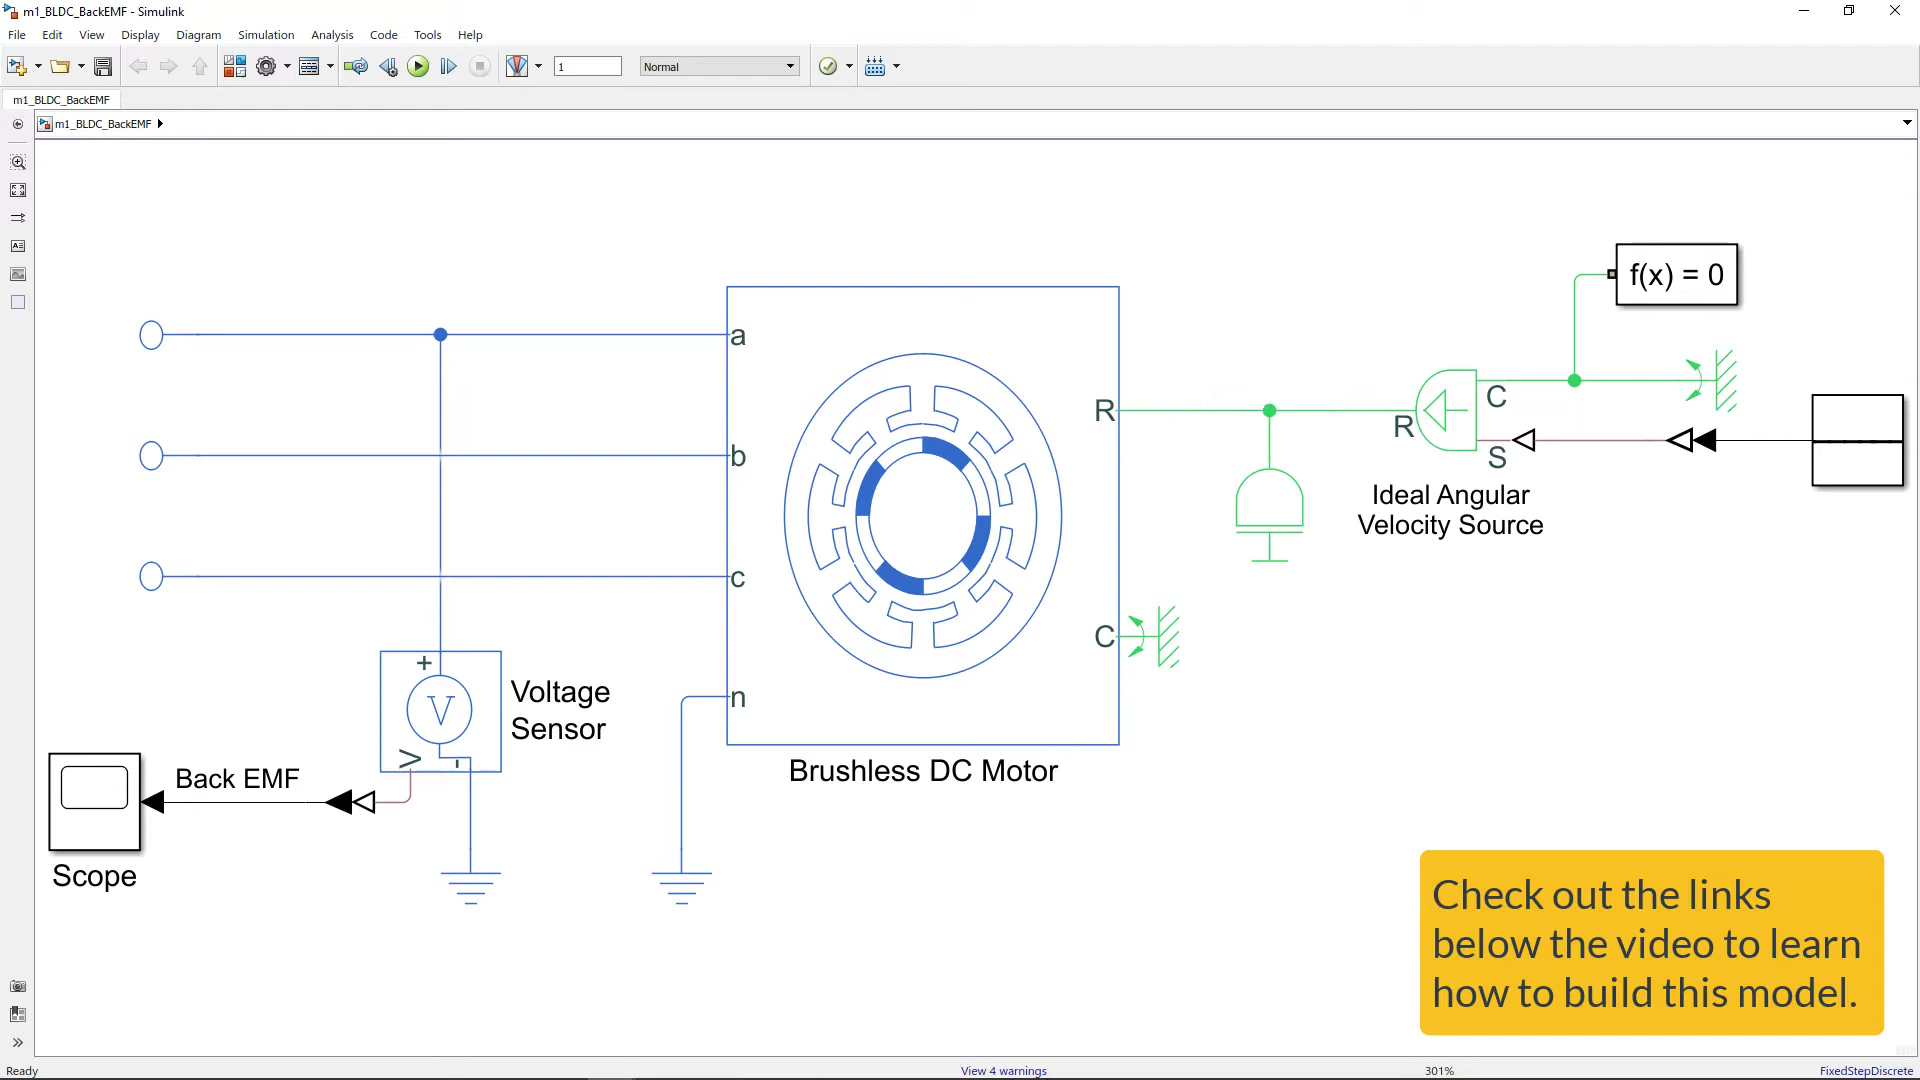 m1_BLDC_BackEMF - Simulink
File Edit View Display Diagram Simulation Analysis Code Tools Help
1 Normal
m1_BLDC_BackEMF
m1_BLDC_BackEMF
f(x) = 0
a
R
R
C
b
S
Ideal Angular
Velocity Source
c
C
+
V
Voltage
Sensor
n
V
-
Brushless DC Motor
Back EMF
Scope
Check out the links
below the video to learn
how to build this model.
Ready View 4 warnings 301% FixedStepDiscrete